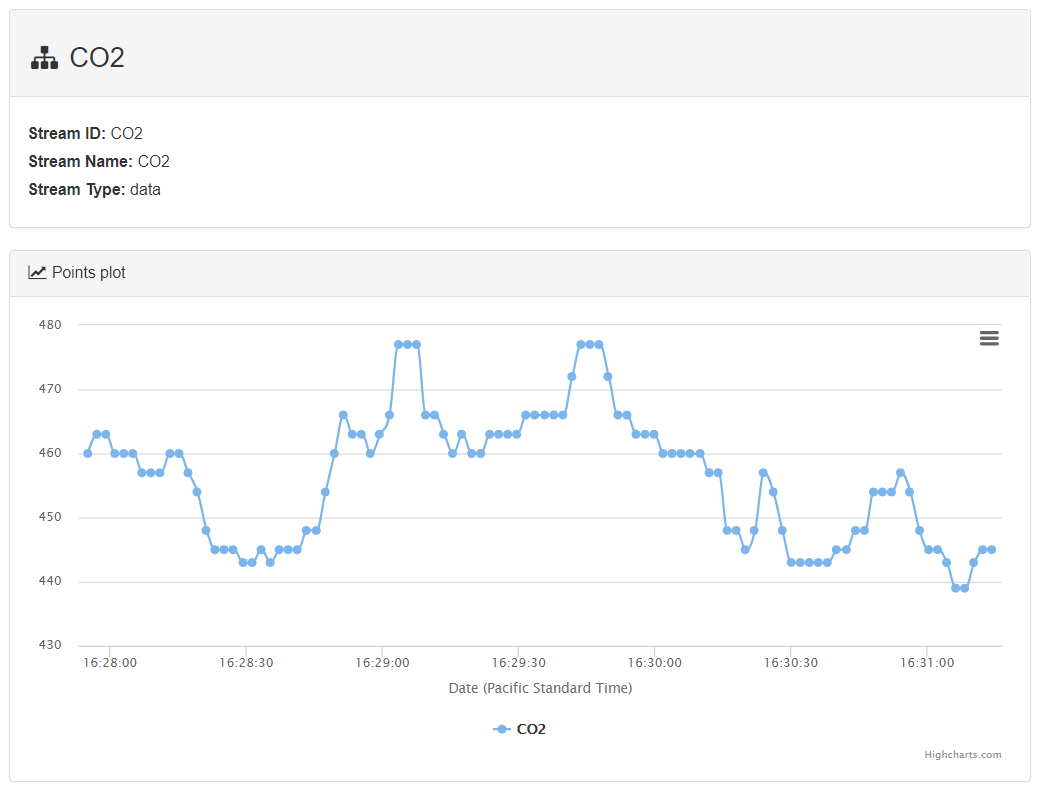 CO2
Stream ID: CO2
Stream Name: CO2
Stream Type: data
Points plot
480
470
460
450
440
430
16:28:00 16:28:30 16:29:00 16:29:30 16:30:00 16:30:30 16:31:00
Date (Pacific Standard Time)
CO2
Highcharts.com